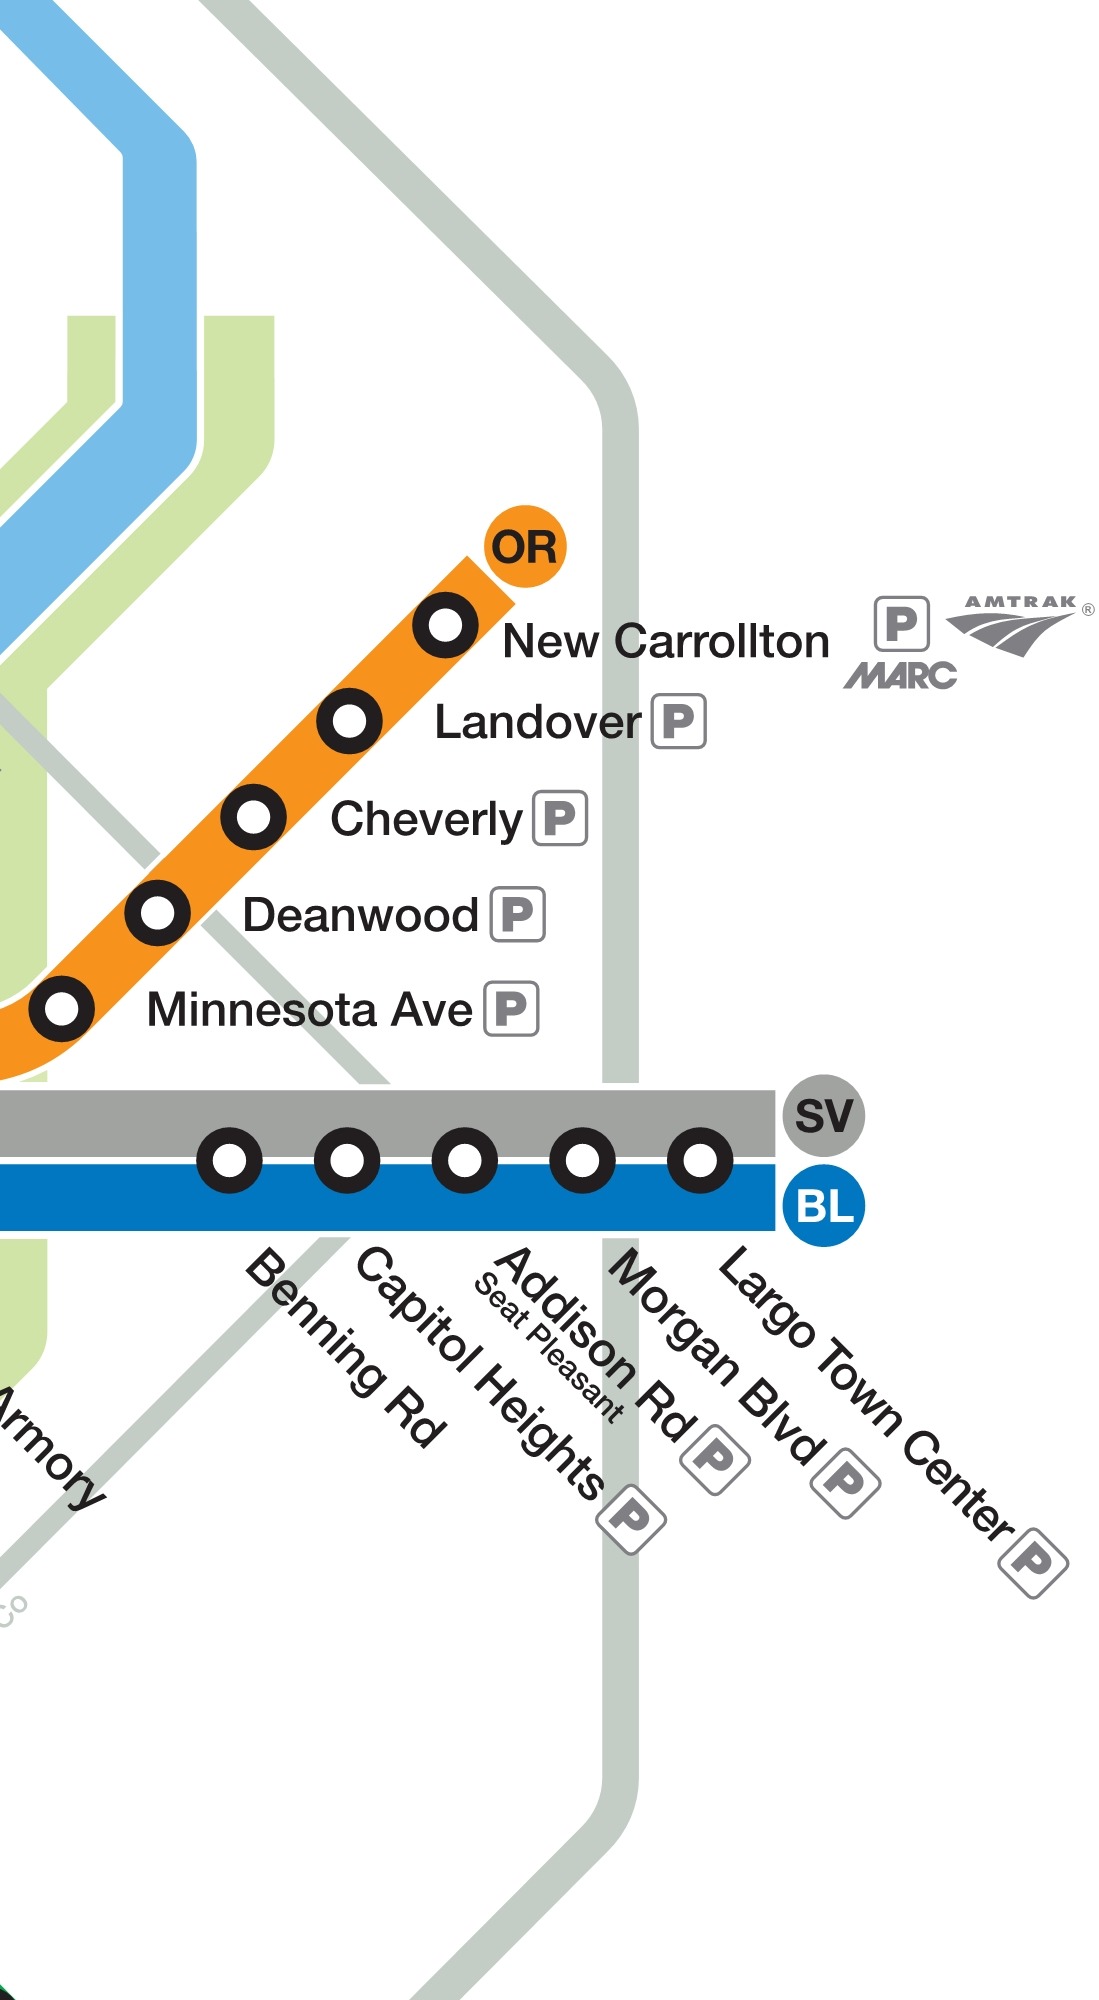 OR
New Carrollton P AMTRAK ®
MARC
Landover P
Cheverly P
Deanwood P
Minnesota Ave P
SV
BL
Benning Rd
Capitol Heights P
Addison Rd P
Seat Pleasant
Morgan Blvd P
Largo Town Center P
Armory
Co